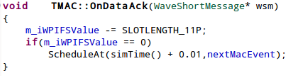 void    TMAC::OnDataAck(WaveShortMessage* wsm)
{
    m_iWPIFSValue -= SLOTLENGTH_11P;
    if(m_iWPIFSValue == 0)
        ScheduleAt(simTime() + 0.01,nextMacEvent);
}